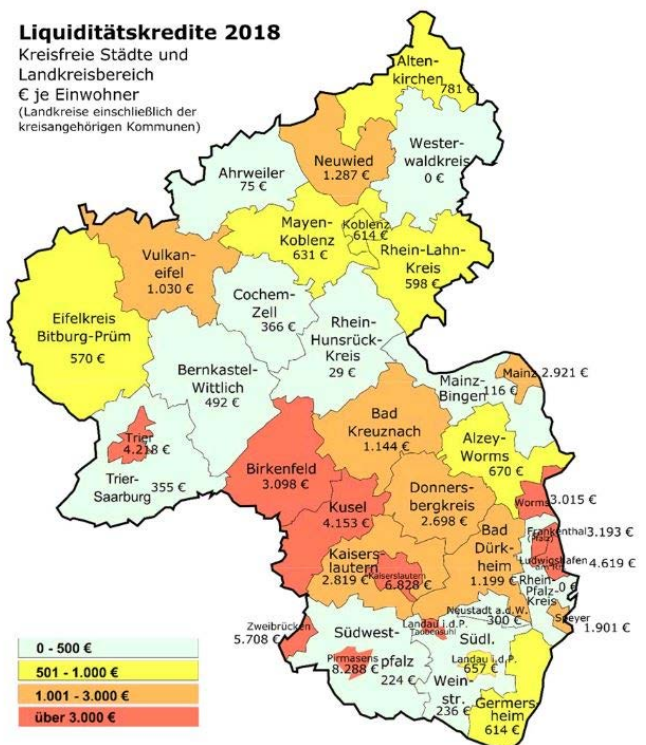 Liquiditätskredite 2018
Kreisfreie Städte und
Landkreisbereich
€ je Einwohner
(Landkreise einschließlich der
kreisangehörigen Kommunen)
Alten-
kirchen
781 €
Wester-
waldkreis
0 €
Neuwied
1.287 €
Ahrweiler
75 €
Mayen-
Koblenz
631 €
Koblenz
614 €
Rhein-Lahn-
Kreis
598 €
Vulkan-
eifel
1.030 €
Eifelkreis
Bitburg-Prüm
570 €
Cochem-
Zell
366 €
Rhein-
Hunsrück-
Kreis
29 €
Bernkastel-
Wittlich
492 €
Mainz 2.921 €
Mainz-
Bingen
116 €
Bad
Kreuznach
1.144 €
Alzey-
Worms
670 €
Trier
4.218 €
Trier-
Saarburg
355 €
Birkenfeld
3.098 €
Kusel
4.153 €
Donners-
bergkreis
2.698 €
Worms 3.015 €
Frankenthal 3.193 €
(Pfalz)
Ludwigshafen
4.619 €
Kaisers
lautern
2.819 €
Kaiserslautern
6.828 €
Bad
Dürk-
heim
1.199 €
Rhein-
Pfalz-
Kreis
0 €
Neustadt a.d.W.
300 €
Speyer
1.901 €
Zweibrücken
5.708 €
Landau i.d.P.
Taubensuhl
Südwest-
pfalz
224 €
Pirmasens
8.288 €
Südl.
Wein
str.
236 €
Landau i.d.P.
657 €
Germers
heim
614 €
0 - 500 €
501 - 1.000 €
1.001 - 3.000 €
über 3.000 €